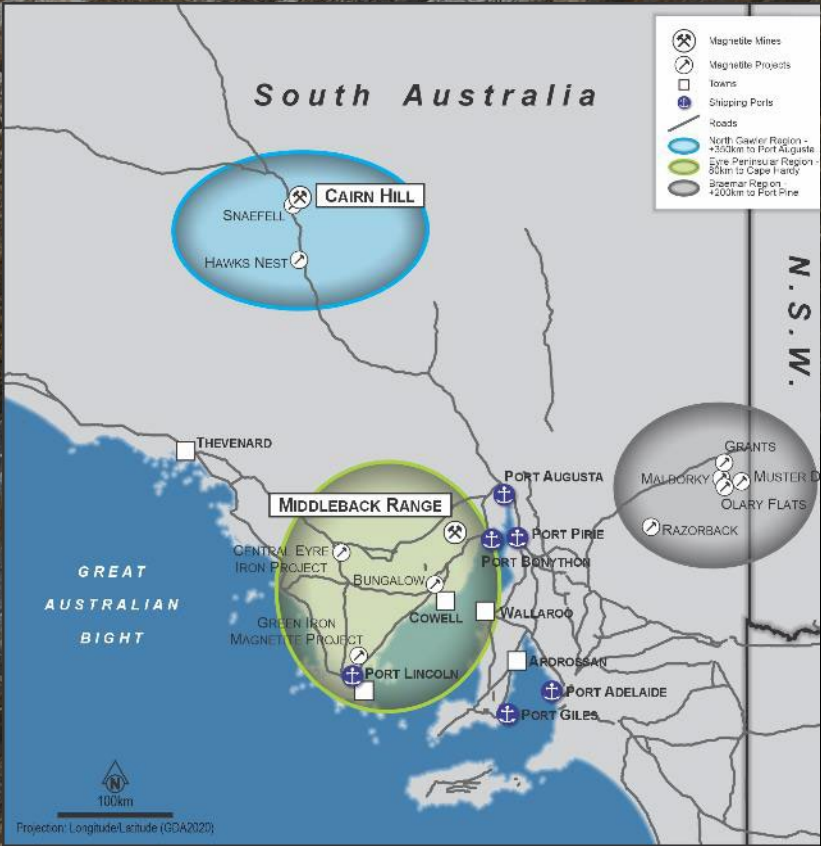 South Australia
Magnetite Mines
Magnetite Projects
Towns
Shipping Ports
Roads
North Gawler Region -
+350km to Port Augusta
Eyre Peninsular Region -
80km to Cape Hardy
Braemar Region -
+200km to Port Pirie
CAIRN HILL
SNAEFELL
HAWKS NEST
N.S.W.
THEVENARD
GRANTS
MALDORKY
MUSTER D
OLARY FLATS
RAZORBACK
PORT AUGUSTA
MIDDLEBACK RANGE
PORT PIRIE
CENTRAL EYRE
IRON PROJECT
PORT BONYTHON
BUNGALOW
COWELL
WALLAROO
GREAT
AUSTRALIAN
BIGHT
GREEN IRON
MAGNETITE PROJECT
PORT LINCOLN
ARDROSSAN
PORT ADELAIDE
PORT GILES
N
100km
Projection: Longitude/Latitude (GDA2020)